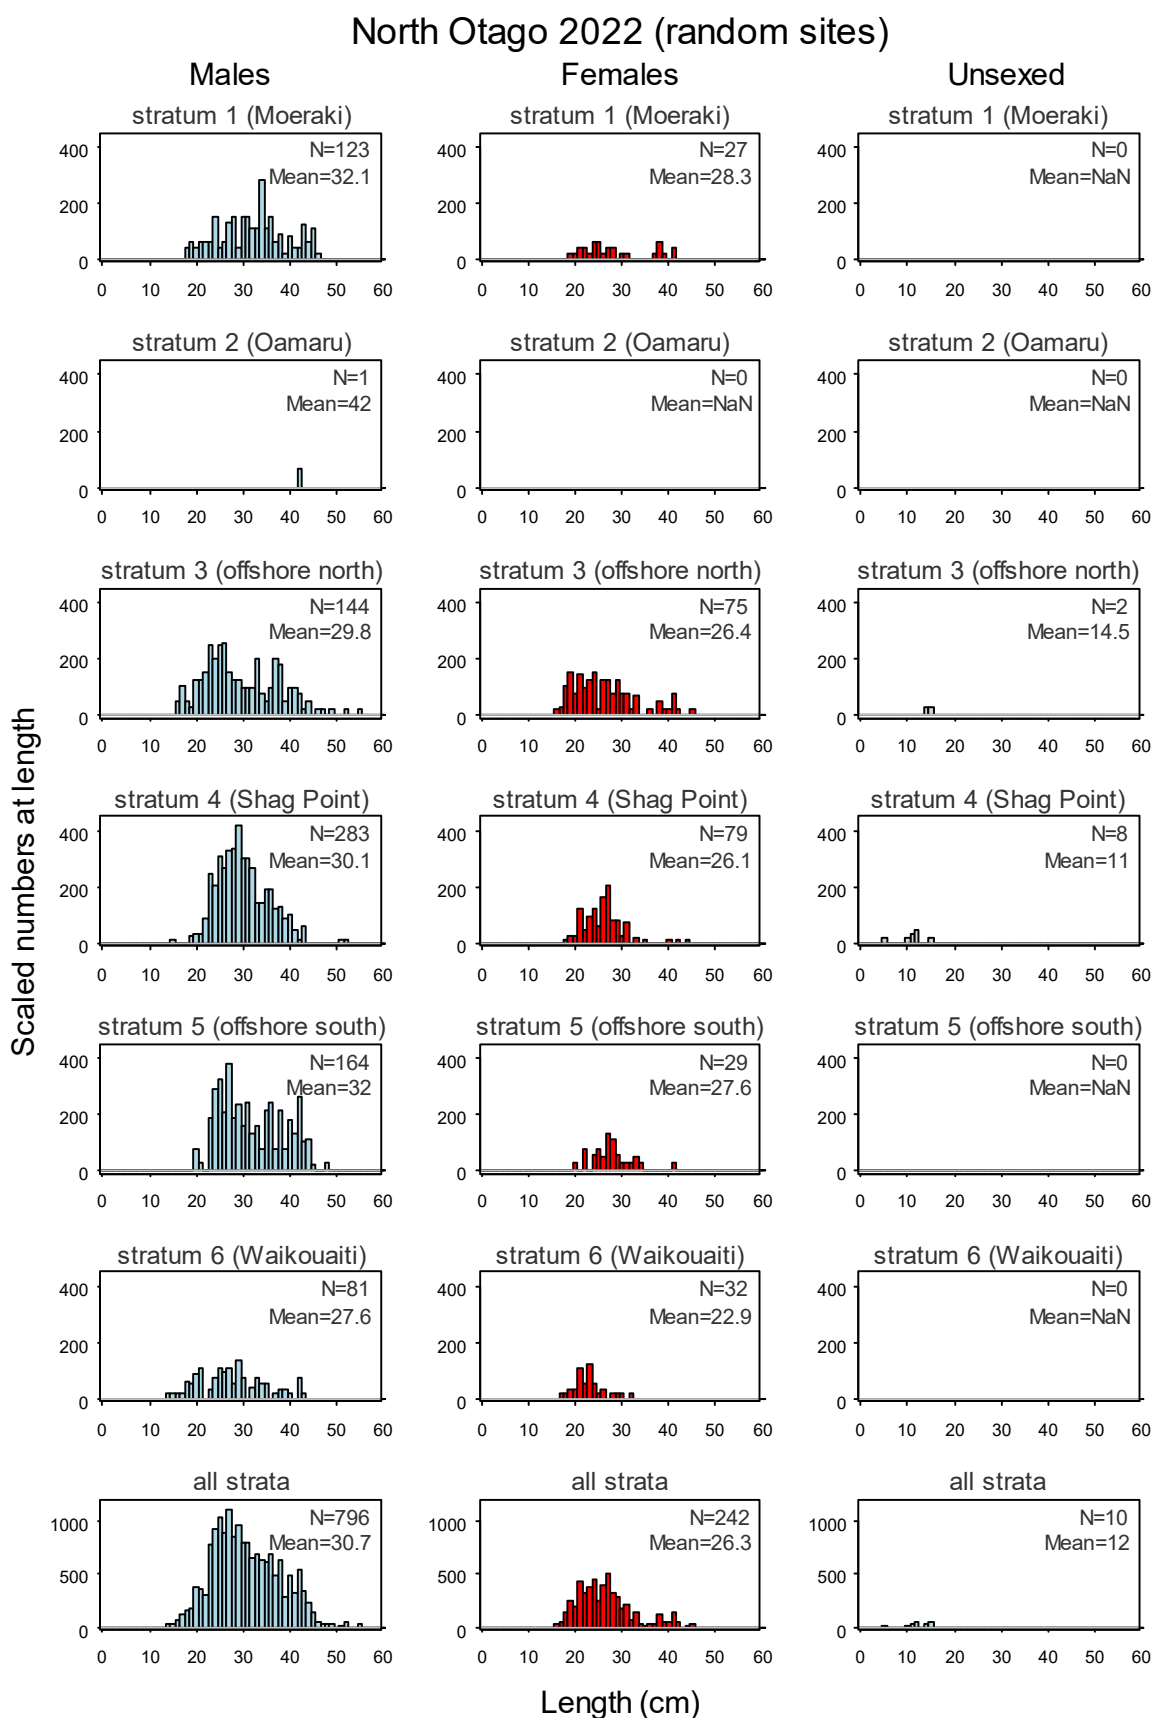 North Otago 2022 (random sites)
Males Females Unsexed
stratum 1 (Moeraki) stratum 1 (Moeraki) stratum 1 (Moeraki)
400 N=123 400 N=27 400 N=0
Mean=32.1 Mean=28.3 Mean=NaN
200 200 200
0 0 0
0 10 20 30 40 50 60 0 10 20 30 40 50 60 0 10 20 30 40 50 60
stratum 2 (Oamaru) stratum 2 (Oamaru) stratum 2 (Oamaru)
400 N=1 400 N=0 400 N=0
Mean=42 Mean=NaN Mean=NaN
200 200 200
0 0 0
0 10 20 30 40 50 60 0 10 20 30 40 50 60 0 10 20 30 40 50 60
stratum 3 (offshore north) stratum 3 (offshore north) stratum 3 (offshore north)
400 N=144 400 N=75 400 N=2
Mean=29.8 Mean=26.4 Mean=14.5
200 200 200
0 0 0
0 10 20 30 40 50 60 0 10 20 30 40 50 60 0 10 20 30 40 50 60
Scaled numbers at length
stratum 4 (Shag Point) stratum 4 (Shag Point) stratum 4 (Shag Point)
400 N=283 400 N=79 400 N=8
Mean=30.1 Mean=26.1 Mean=11
200 200 200
0 0 0
0 10 20 30 40 50 60 0 10 20 30 40 50 60 0 10 20 30 40 50 60
stratum 5 (offshore south) stratum 5 (offshore south) stratum 5 (offshore south)
400 N=164 400 N=29 400 N=0
Mean=32 Mean=27.6 Mean=NaN
200 200 200
0 0 0
0 10 20 30 40 50 60 0 10 20 30 40 50 60 0 10 20 30 40 50 60
stratum 6 (Waikouaiti) stratum 6 (Waikouaiti) stratum 6 (Waikouaiti)
400 N=81 400 N=32 400 N=0
Mean=27.6 Mean=22.9 Mean=NaN
200 200 200
0 0 0
0 10 20 30 40 50 60 0 10 20 30 40 50 60 0 10 20 30 40 50 60
all strata all strata all strata
1000 N=796 1000 N=242 1000 N=10
Mean=30.7 Mean=26.3 Mean=12
500 500 500
0 0 0
0 10 20 30 40 50 60 0 10 20 30 40 50 60 0 10 20 30 40 50 60
Length (cm)